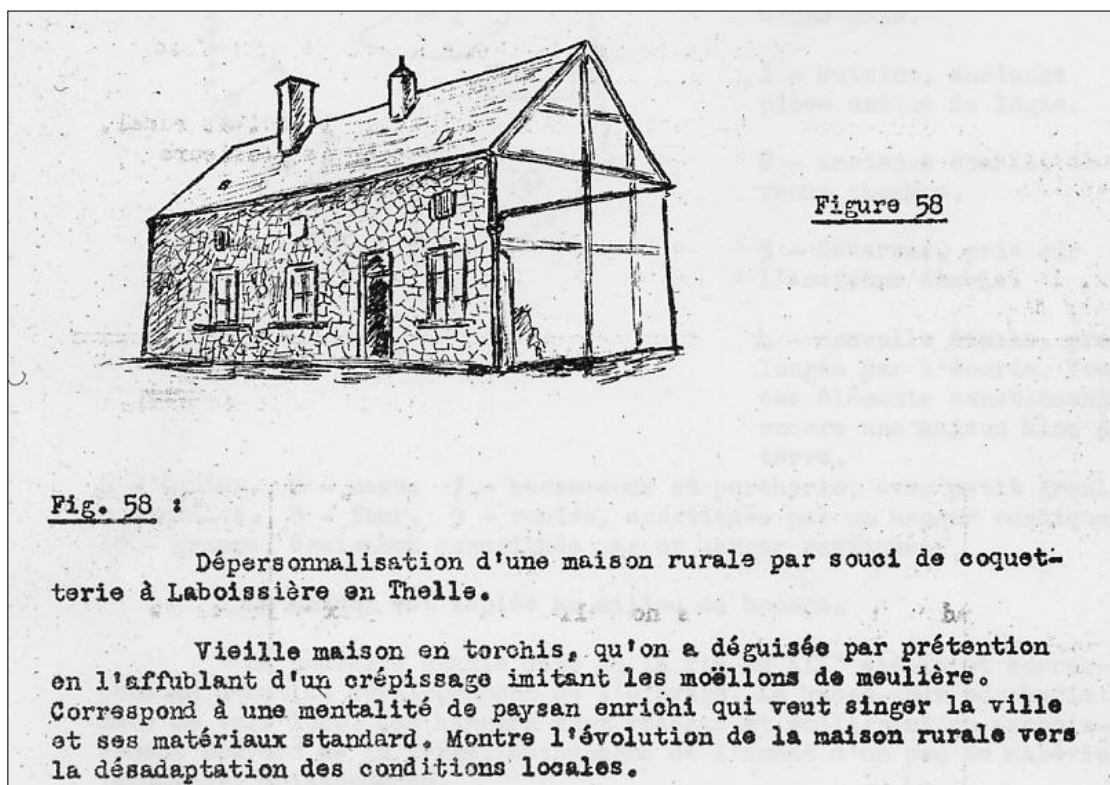 Figure 58
Fig. 58 :
Dépersonnalisation d'une maison rurale par souci de coquet-
terie à Laboissière en Thelle.
Vieille maison en torchis, qu'on a déguisée par prétention
en l'affublant d'un crépissage imitant les moëllons de meulière.
Correspond à une mentalité de paysan enrichi qui veut singer la ville
et ses matériaux standard. Montre l'évolution de la maison rurale vers
la désadaptation des conditions locales.